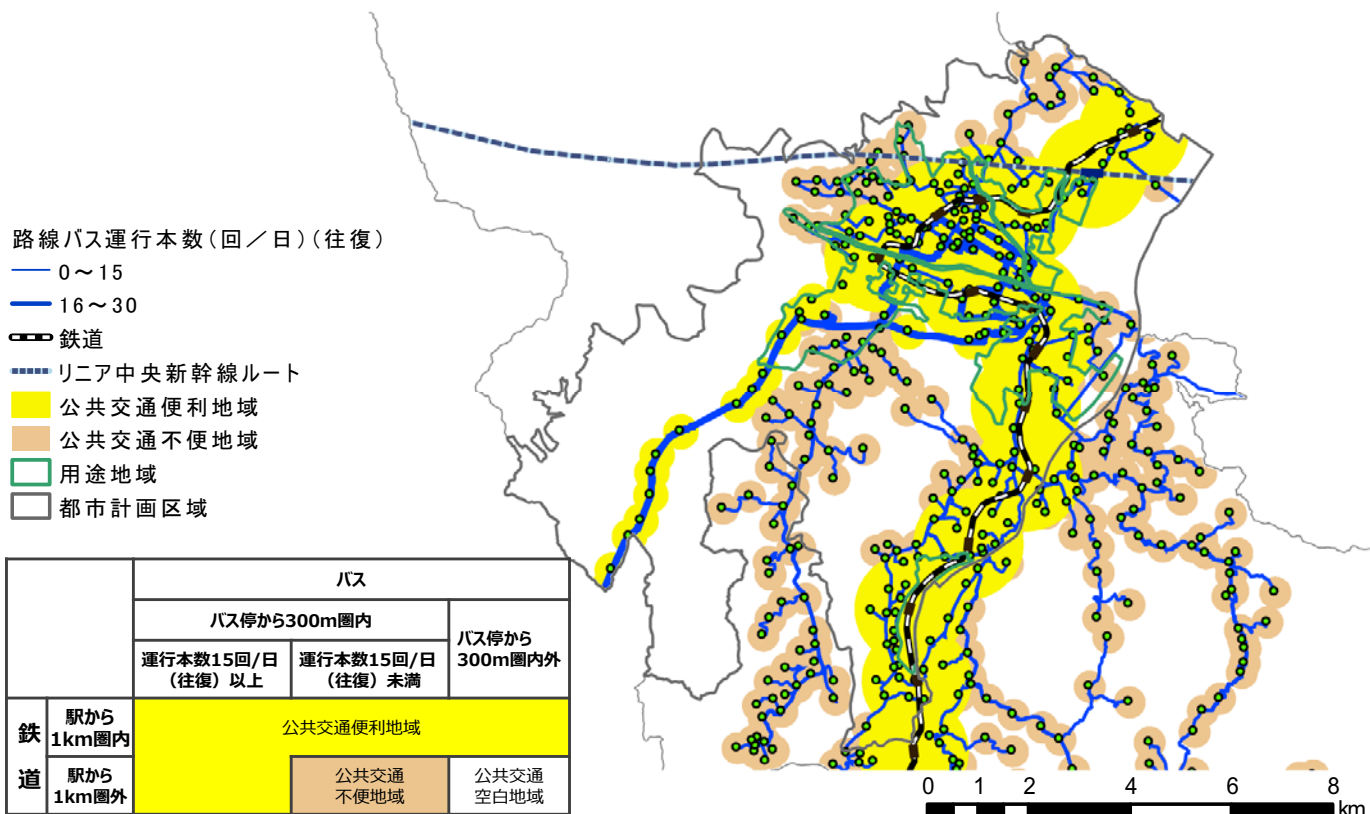 路線バス運行本数(回／日)(往復)
0～15
16～30
鉄道
リニア中央新幹線ルート
公共交通便利地域
公共交通不便地域
用途地域
都市計画区域
バス
バス停から300m圏内
バス停から
300m圏内外
運行本数15回/日
（往復）以上
運行本数15回/日
（往復）未満
鉄道
駅から
1km圏内
公共交通便利地域
駅から
1km圏外
公共交通
不便地域
公共交通
空白地域
0 1 2 4 6 8
km